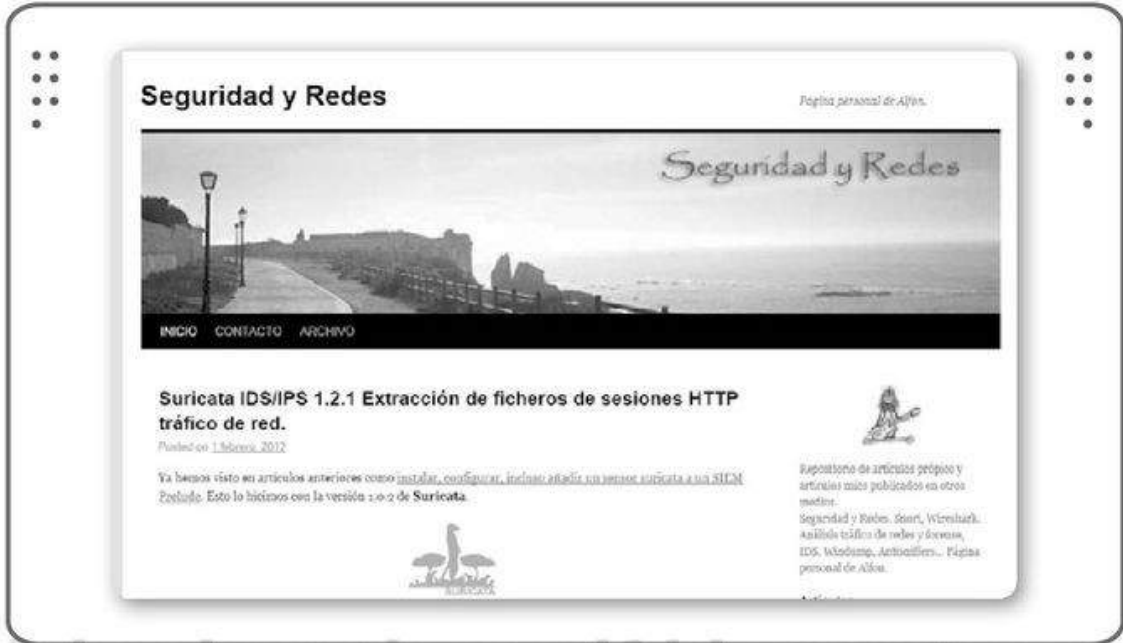 Seguridad y Redes
Pagina personal de Alfon.
Seguridad y Redes
INICIO CONTACTO ARCHIVO
Suricata IDS/IPS 1.2.1 Extracción de ficheros de sesiones HTTP
tráfico de red.
Posted on 1 febrero, 2012
Ya hemos visto en artículos anteriores como instalar, configurar, incluso añadir un sensor suricata a un SIEM
Prelude. Esto lo hicimos con la versión 1.0.2 de Suricata.
SURICATA
Repositorio de artículos propios y
artículos míos publicados en otros
medios.
Seguridad y Redes. Snort, Wireshark.
Análisis tráfico de redes y forense,
IDS, Windump, Antisniffers... Página
personal de Alfon.